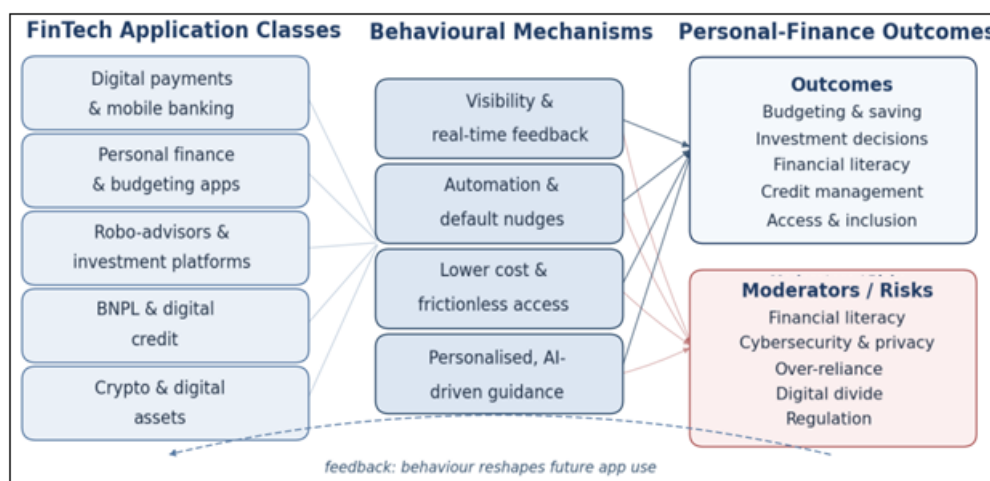 FinTech Application Classes
Digital payments
& mobile banking
Personal finance
& budgeting apps
Robo-advisors &
investment platforms
BNPL & digital
credit
Crypto & digital
assets
Behavioural Mechanisms
Visibility &
real-time feedback
Automation &
default nudges
Lower cost &
frictionless access
Personalised, AI-
driven guidance
Personal-Finance Outcomes
Outcomes
Budgeting & saving
Investment decisions
Financial literacy
Credit management
Access & inclusion
Moderators / Risks
Financial literacy
Cybersecurity & privacy
Over-reliance
Digital divide
Regulation
feedback: behaviour reshapes future app use